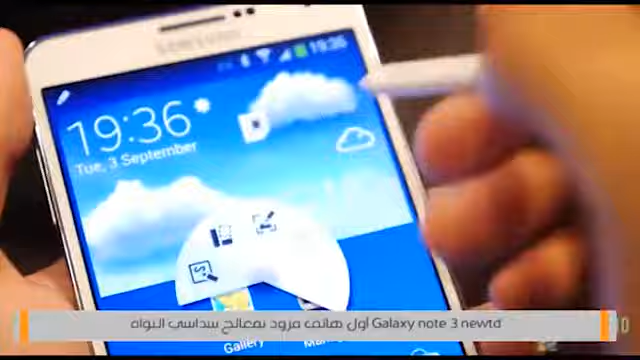 SAMSUNG
19:36
19:36
Tue, 3 September
Gallery
Galaxy note 3 newtd أول هاتف مزود بمعالج سداسي النواة